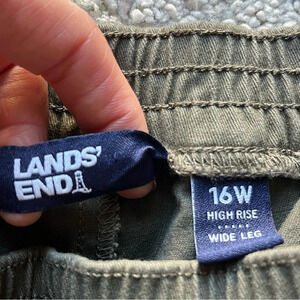 LANDS'
END
16W
HIGH RISE
WIDE LEG